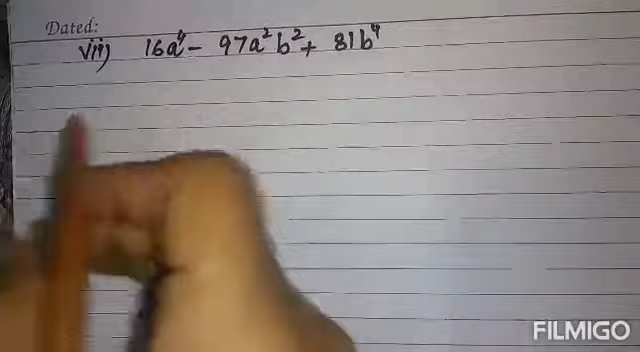 Dated:
vii) 16a⁴ - 97a²b² + 81b⁴
FILMIGO